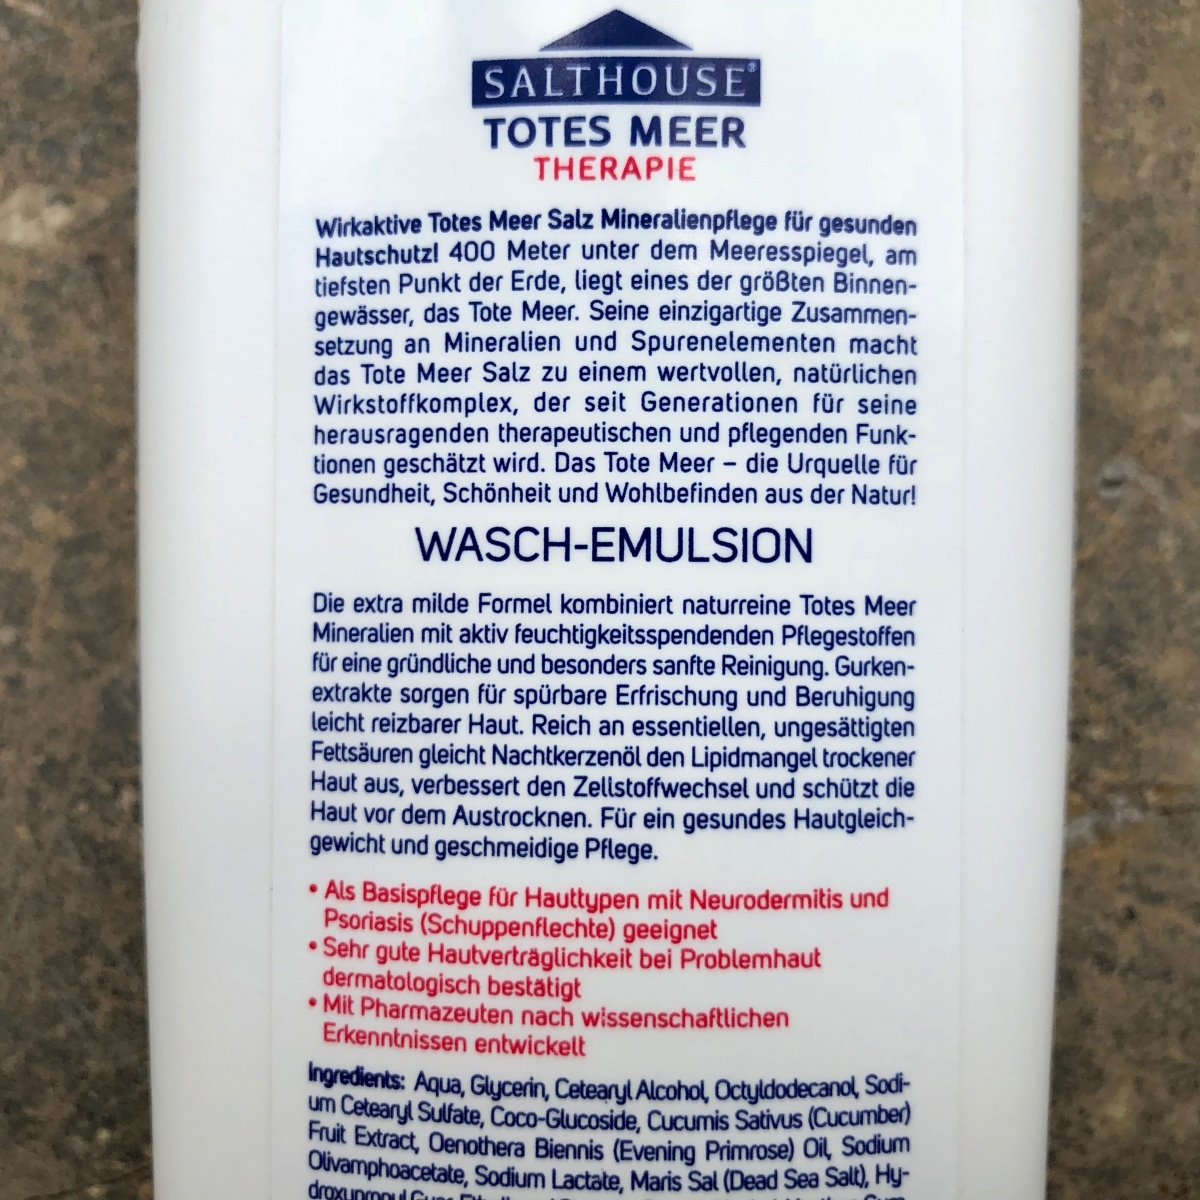 SALTHOUSE®
TOTES MEER
THERAPIE
Wirkaktive Totes Meer Salz Mineralienpflege für gesunden
Hautschutz! 400 Meter unter dem Meeresspiegel, am
tiefsten Punkt der Erde, liegt eines der größten Binnen-
gewässer, das Tote Meer. Seine einzigartige Zusammen-
setzung an Mineralien und Spurenelementen macht
das Tote Meer Salz zu einem wertvollen, natürlichen
Wirkstoffkomplex, der seit Generationen für seine
herausragenden therapeutischen und pflegenden Funk-
tionen geschätzt wird. Das Tote Meer – die Urquelle für
Gesundheit, Schönheit und Wohlbefinden aus der Natur!
WASCH-EMULSION
Die extra milde Formel kombiniert naturreine Totes Meer
Mineralien mit aktiv feuchtigkeitsspendenden Pflegestoffen
für eine gründliche und besonders sanfte Reinigung. Gurken-
extrakte sorgen für spürbare Erfrischung und Beruhigung
leicht reizbarer Haut. Reich an essentiellen, ungesättigten
Fettsäuren gleicht Nachtkerzenöl den Lipidmangel trockener
Haut aus, verbessert den Zellstoffwechsel und schützt die
Haut vor dem Austrocknen. Für ein gesundes Hautgleich-
gewicht und geschmeidige Pflege.
• Als Basispflege für Hauttypen mit Neurodermitis und
Psoriasis (Schuppenflechte) geeignet
• Sehr gute Hautverträglichkeit bei Problemhaut
dermatologisch bestätigt
• Mit Pharmazeuten nach wissenschaftlichen
Erkenntnissen entwickelt
Ingredients: Aqua, Glycerin, Cetearyl Alcohol, Octyldodecanol, Sodi-
um Cetearyl Sulfate, Coco-Glucoside, Cucumis Sativus (Cucumber)
Fruit Extract, Oenothera Biennis (Evening Primrose) Oil, Sodium
Olivamphoacetate, Sodium Lactate, Maris Sal (Dead Sea Salt), Hy-
droxypropyl Guar